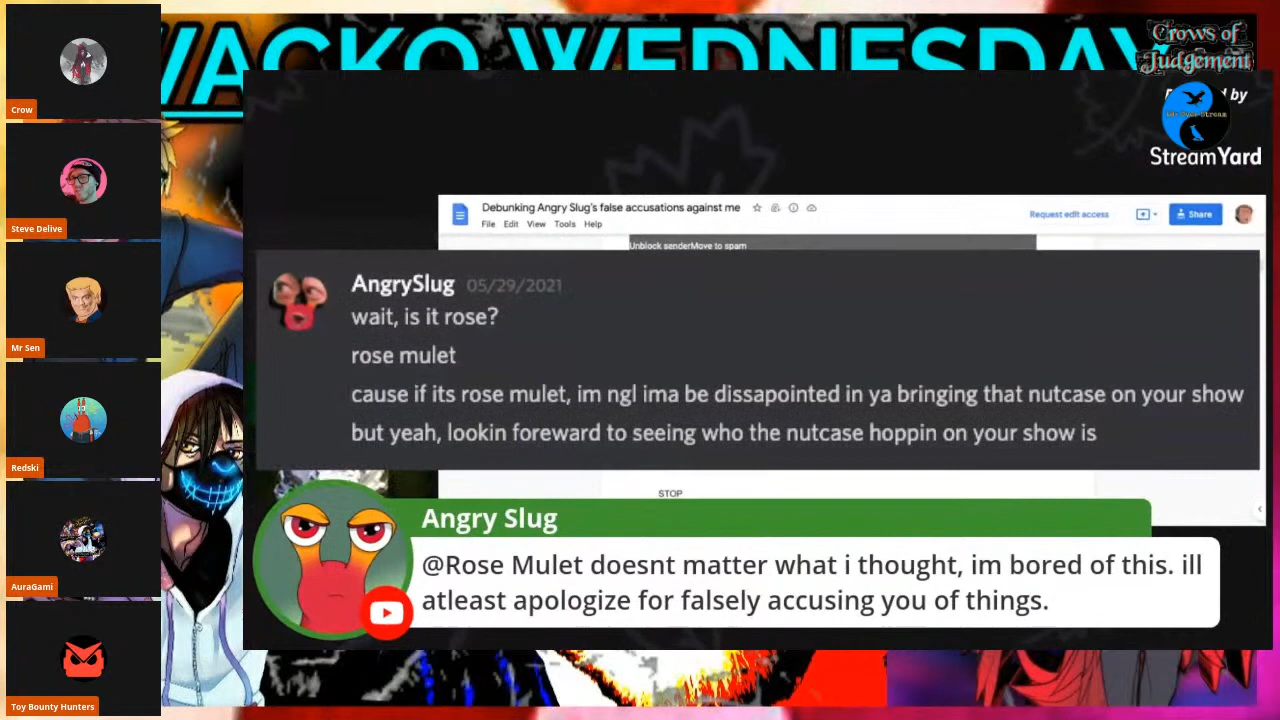 WACKO WEDNESDAY
Crows of
Judgement
by
StreamYard
Crow
Steve Delive
Mr Sen
Redski
AuraGami
Toy Bounty Hunters
Debunking Angry Slug's false accusations against me
File Edit View Tools Help
Request edit access
Share
Unblock senderMove to spam
AngrySlug 05/29/2021
wait, is it rose?
rose mulet
cause if its rose mulet, im ngl ima be dissapointed in ya bringing that nutcase on your show
but yeah, lookin foreward to seeing who the nutcase hoppin on your show is
STOP
Angry Slug
@Rose Mulet doesnt matter what i thought, im bored of this. ill
atleast apologize for falsely accusing you of things.